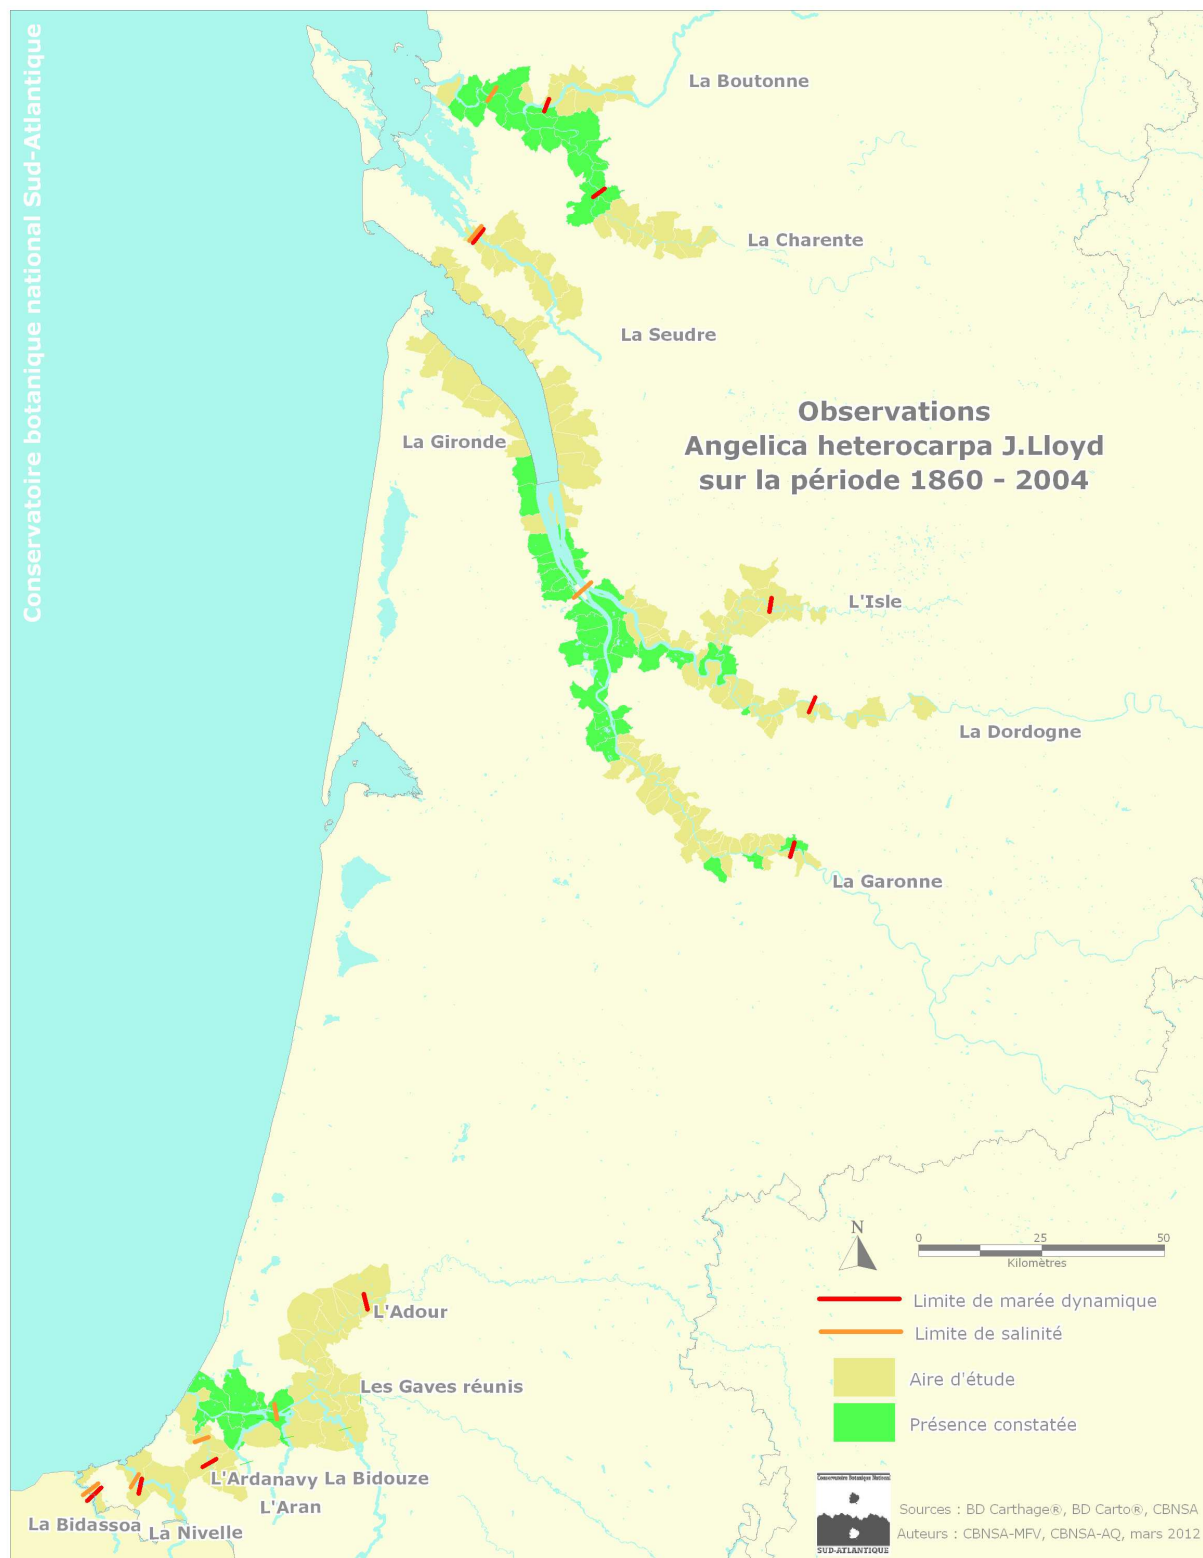 Conservatoire botanique national Sud-Atlantique
La Boutonne
La Charente
La Seudre
Observations
Angelica heterocarpa J.Lloyd
sur la période 1860 - 2004
La Gironde
L'Isle
La Dordogne
La Garonne
N
0 25 50
Kilomètres
L'Adour
Limite de marée dynamique
Limite de salinité
Les Gaves réunis
Aire d'étude
Présence constatée
L'Ardanavy La Bidouze
L'Aran
La Bidassoa La Nivelle
Conservatoire Botanique National
SUD-ATLANTIQUE
Sources : BD Carthage®, BD Carto®, CBNSA
Auteurs : CBNSA-MFV, CBNSA-AQ, mars 2012